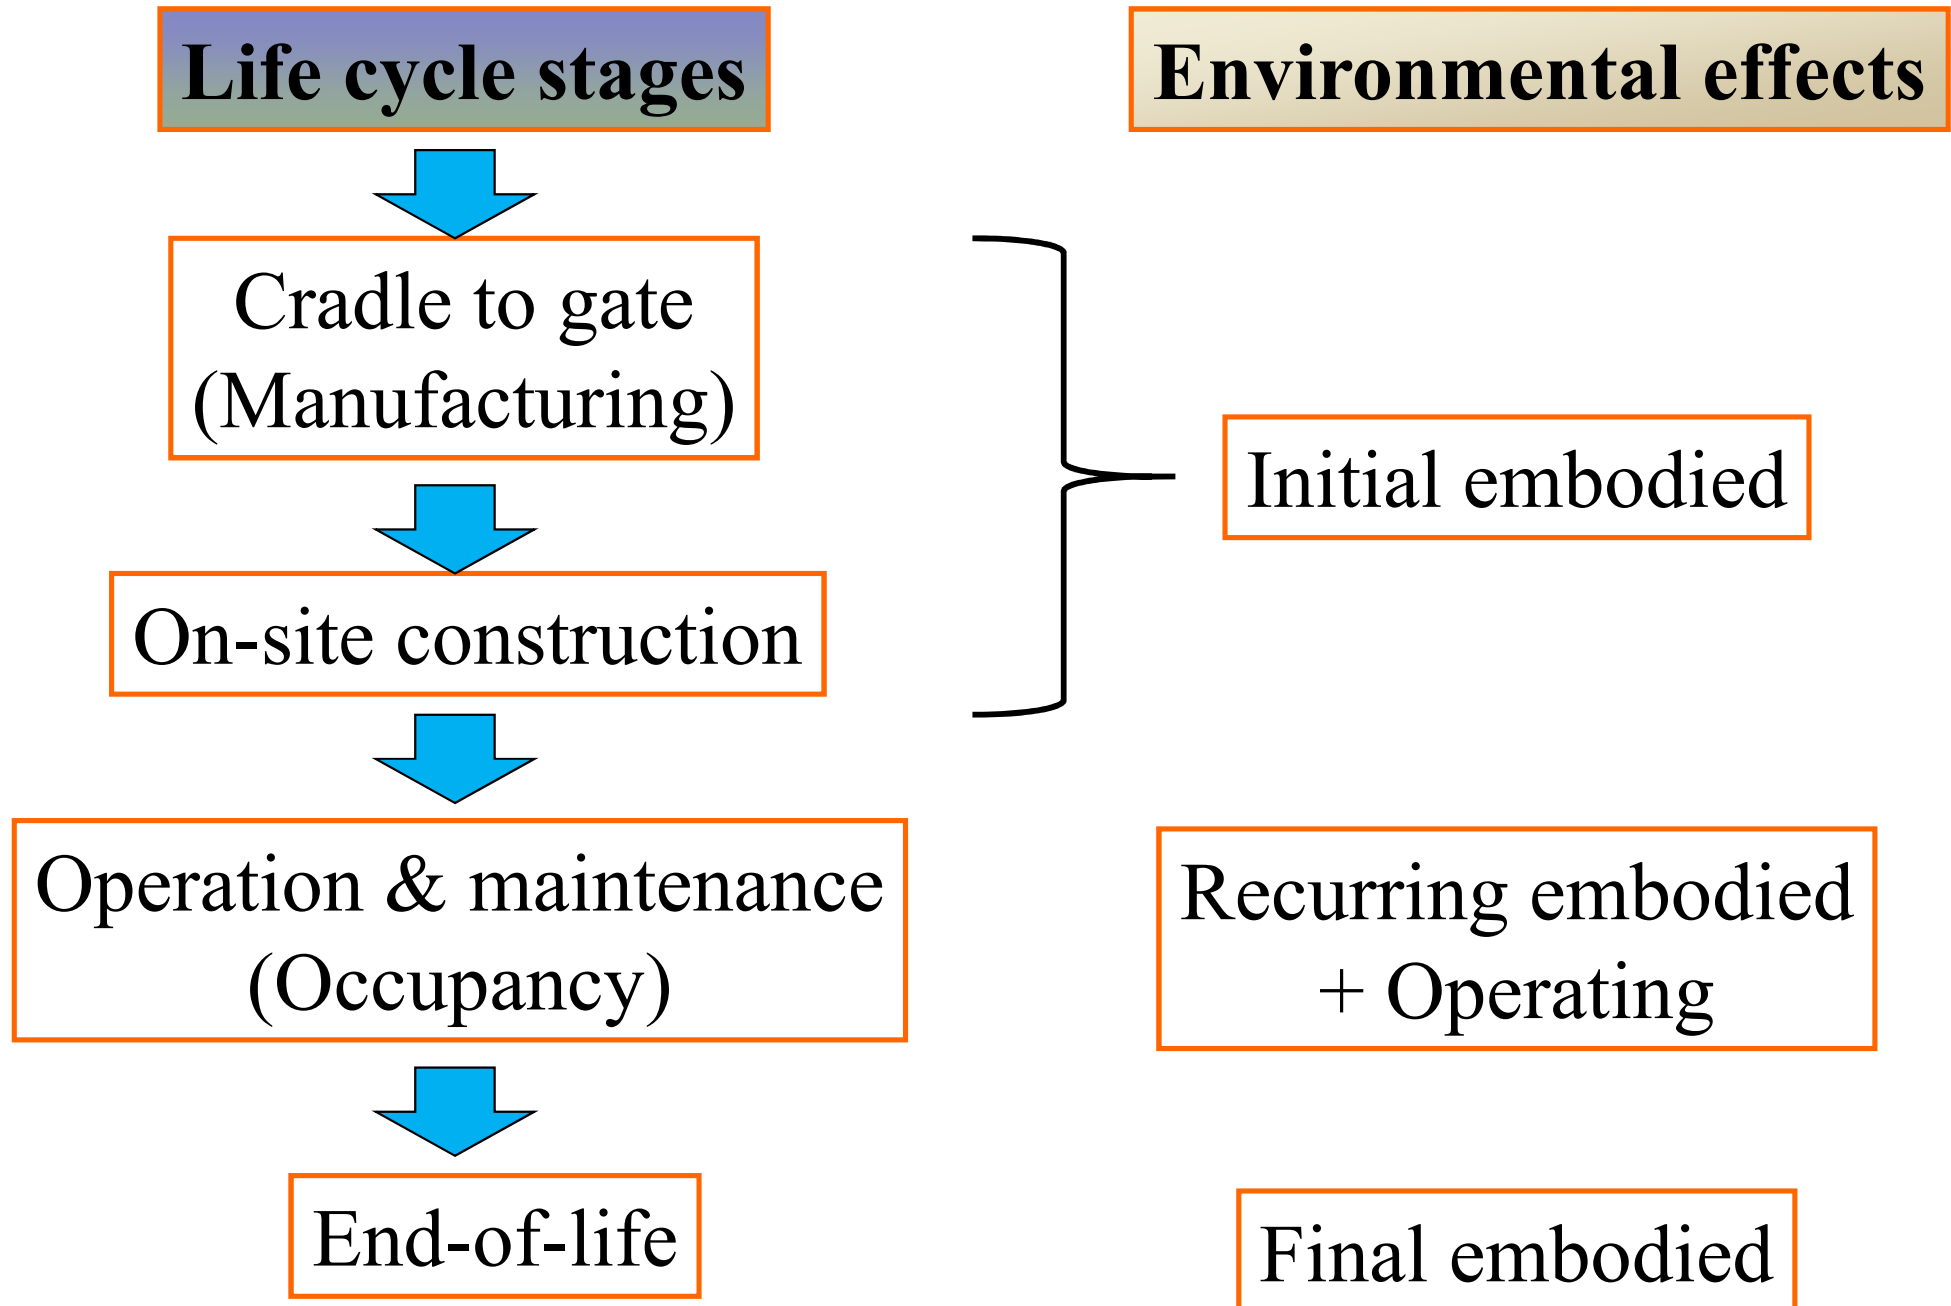 Life cycle stages
Environmental effects
Cradle to gate
(Manufacturing)
Initial embodied
On-site construction
Operation & maintenance
(Occupancy)
Recurring embodied
+ Operating
End-of-life
Final embodied